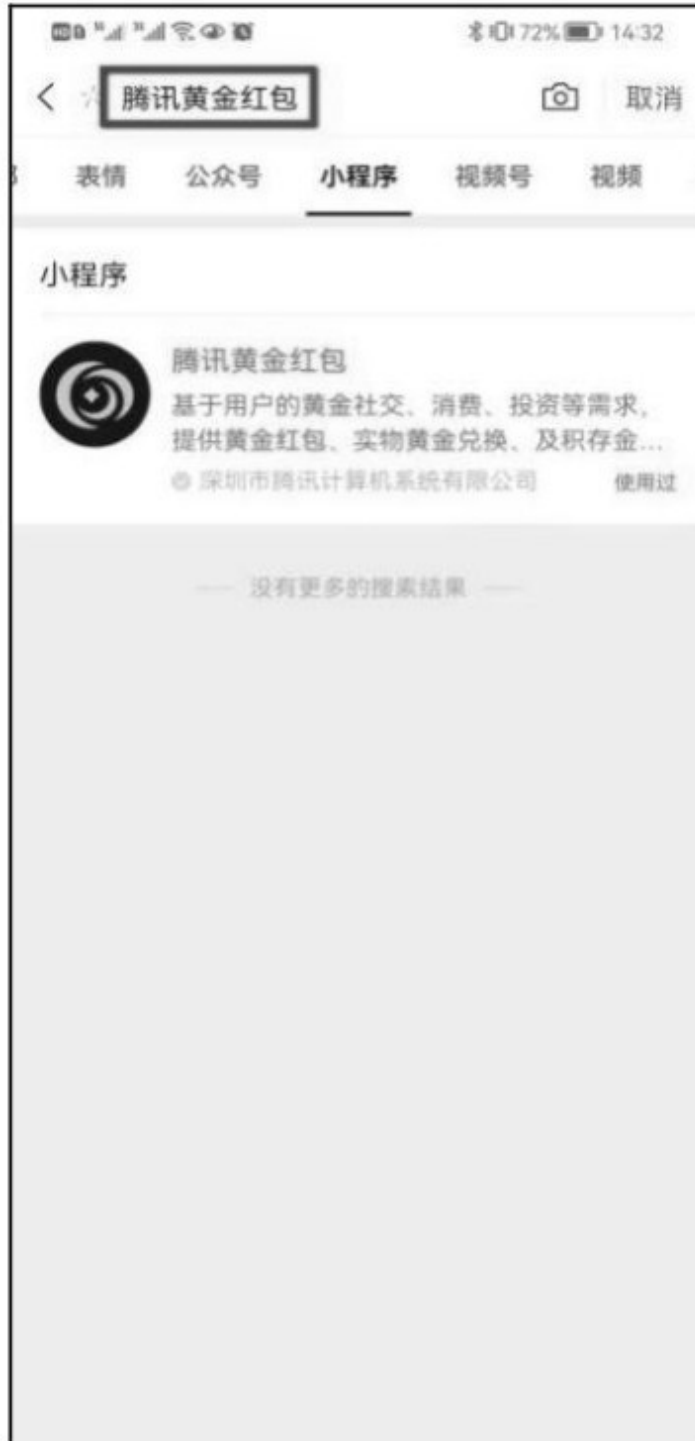 72% 14:32
腾讯黄金红包 取消
表情 公众号 小程序 视频号 视频
小程序
腾讯黄金红包
基于用户的黄金社交、消费、投资等需求，
提供黄金红包、实物黄金兑换、及积存金...
深圳市腾讯计算机系统有限公司 使用过
没有更多的搜索结果